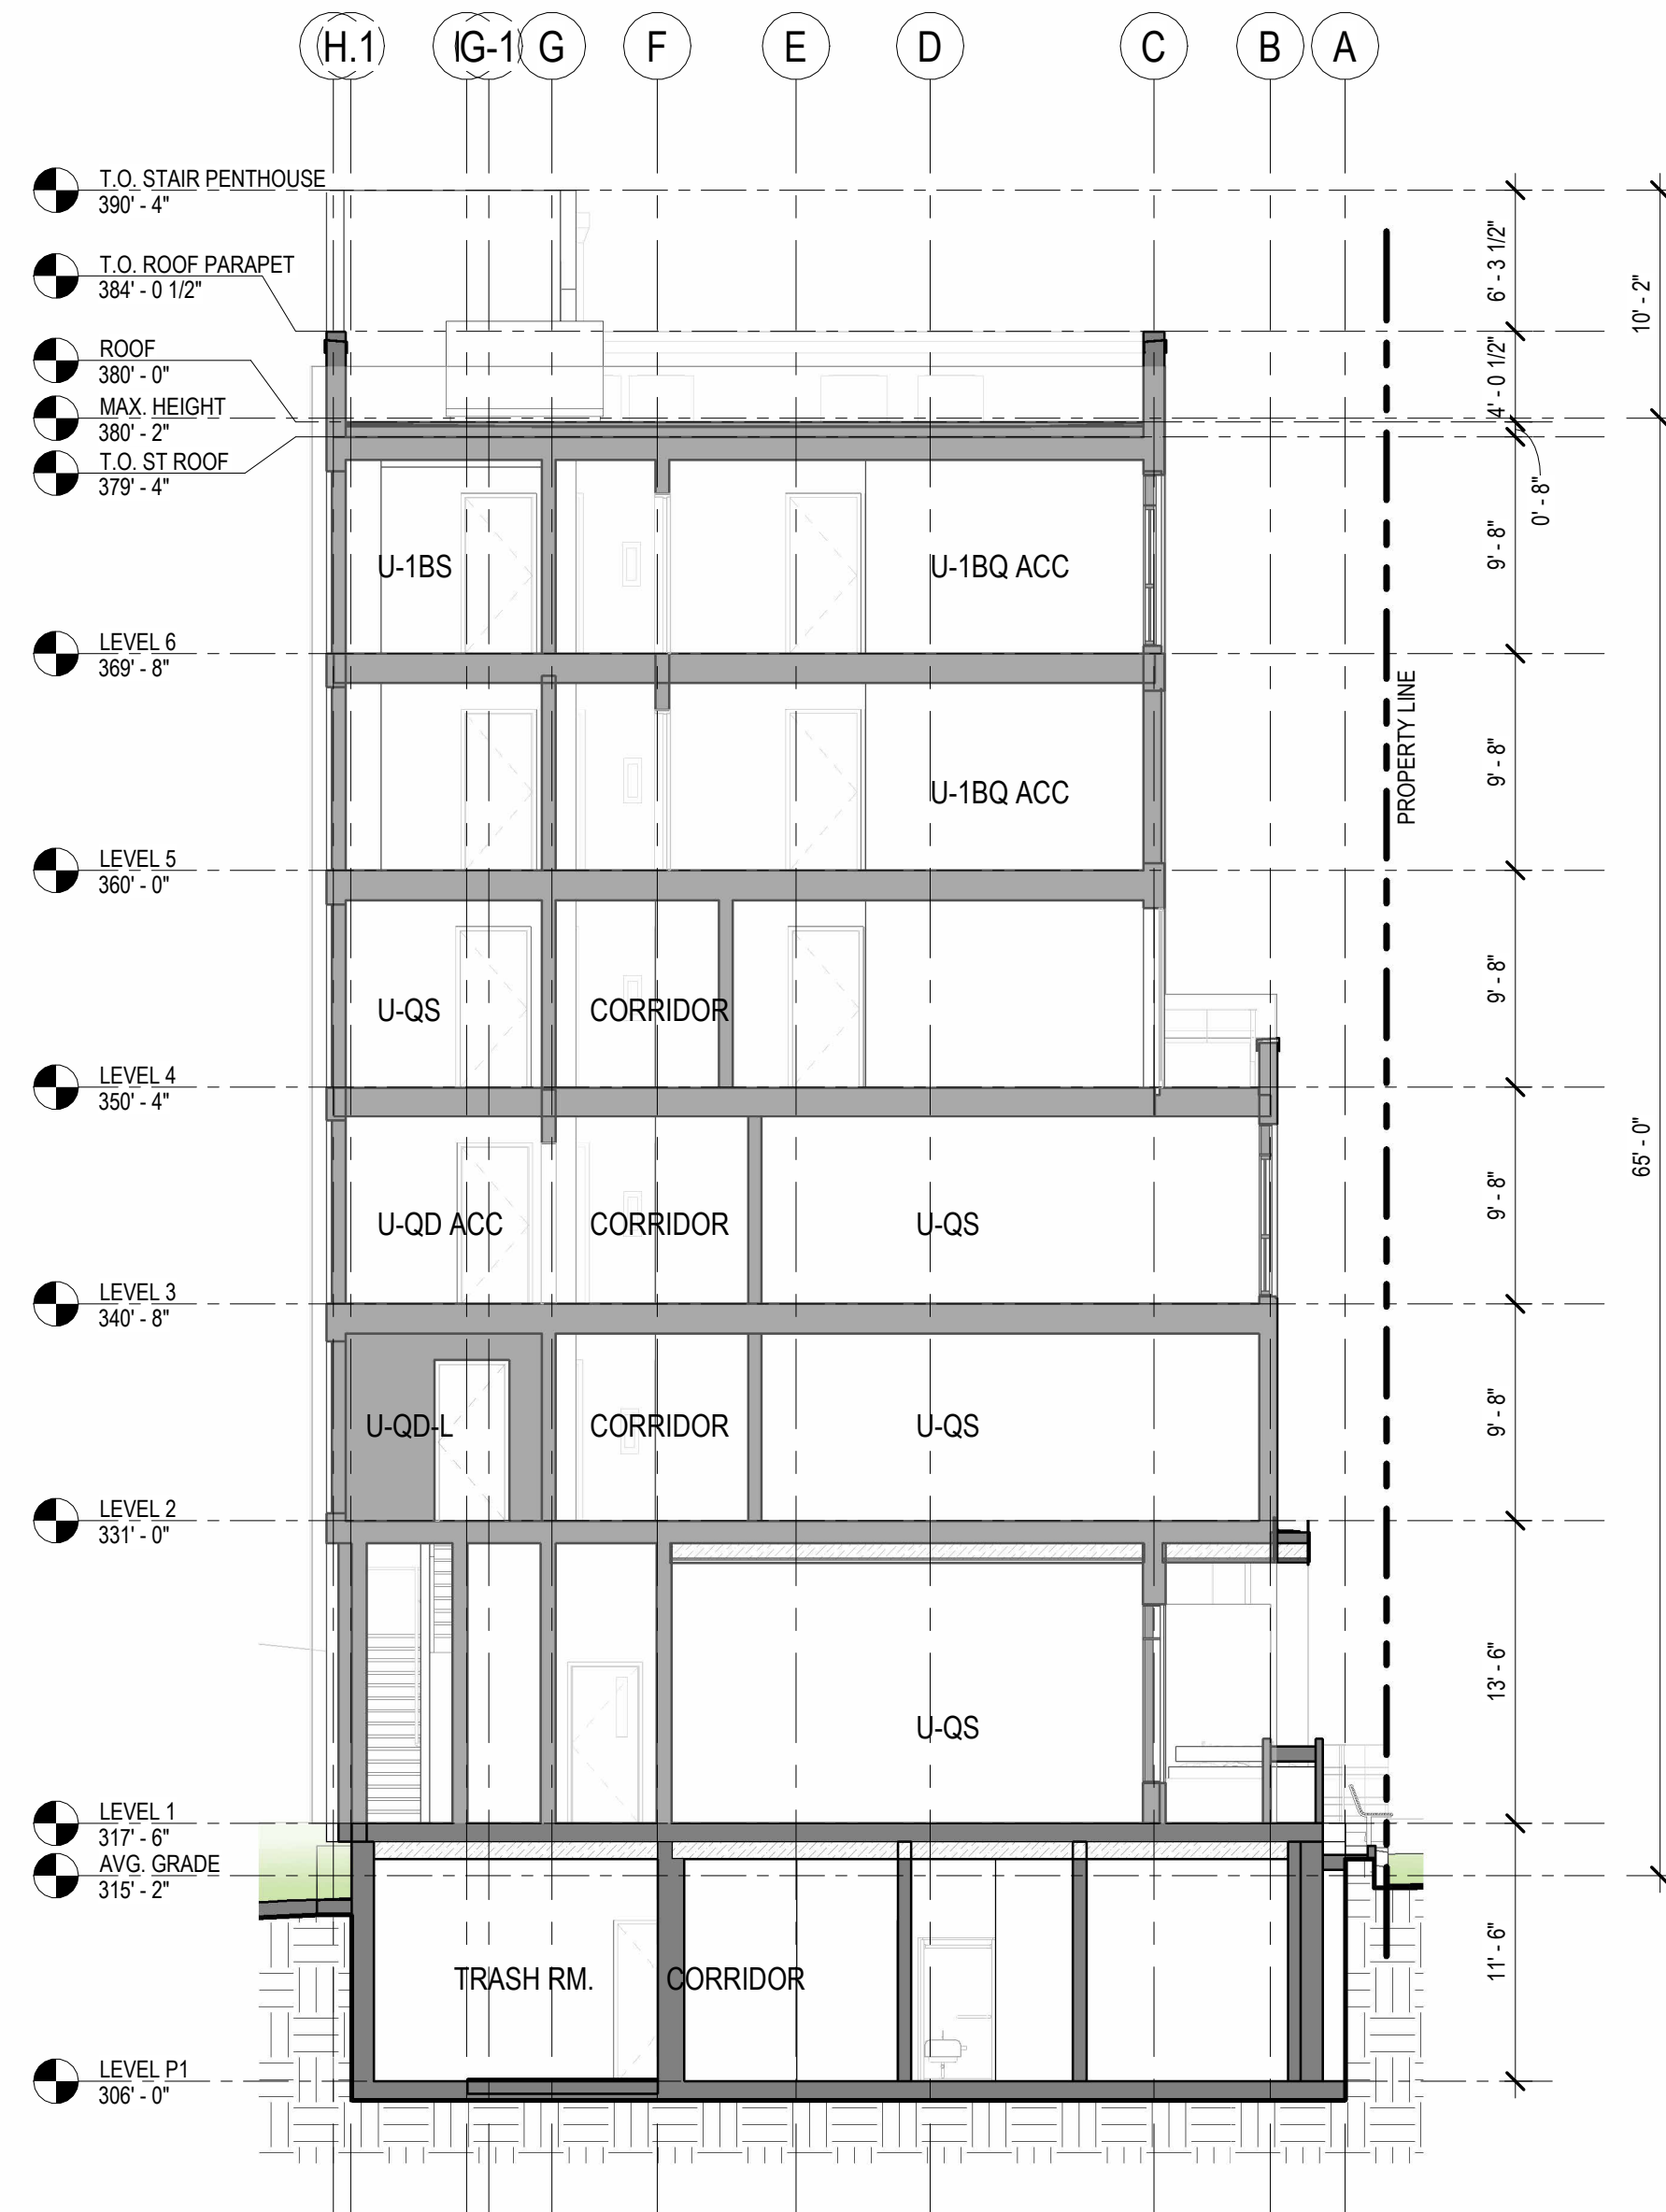 H.1
G-1
G
F
E
D
C
B
A
T.O. STAIR PENTHOUSE
390' - 4"
T.O. ROOF PARAPET
384' - 0 1/2"
ROOF
380' - 0"
MAX. HEIGHT
380' - 2"
T.O. ST ROOF
379' - 4"
6' - 3 1/2"
10' - 2"
4' - 0 1/2"
0' - 8"
U-1BS
U-1BQ ACC
9' - 8"
LEVEL 6
369' - 8"
PROPERTY LINE
U-1BQ ACC
9' - 8"
LEVEL 5
360' - 0"
U-QS
CORRIDOR
9' - 8"
LEVEL 4
350' - 4"
65' - 0"
U-QD ACC
CORRIDOR
U-QS
9' - 8"
LEVEL 3
340' - 8"
U-QD-L
CORRIDOR
U-QS
9' - 8"
LEVEL 2
331' - 0"
U-QS
13' - 6"
LEVEL 1
317' - 6"
AVG. GRADE
315' - 2"
TRASH RM.
CORRIDOR
11' - 6"
LEVEL P1
306' - 0"